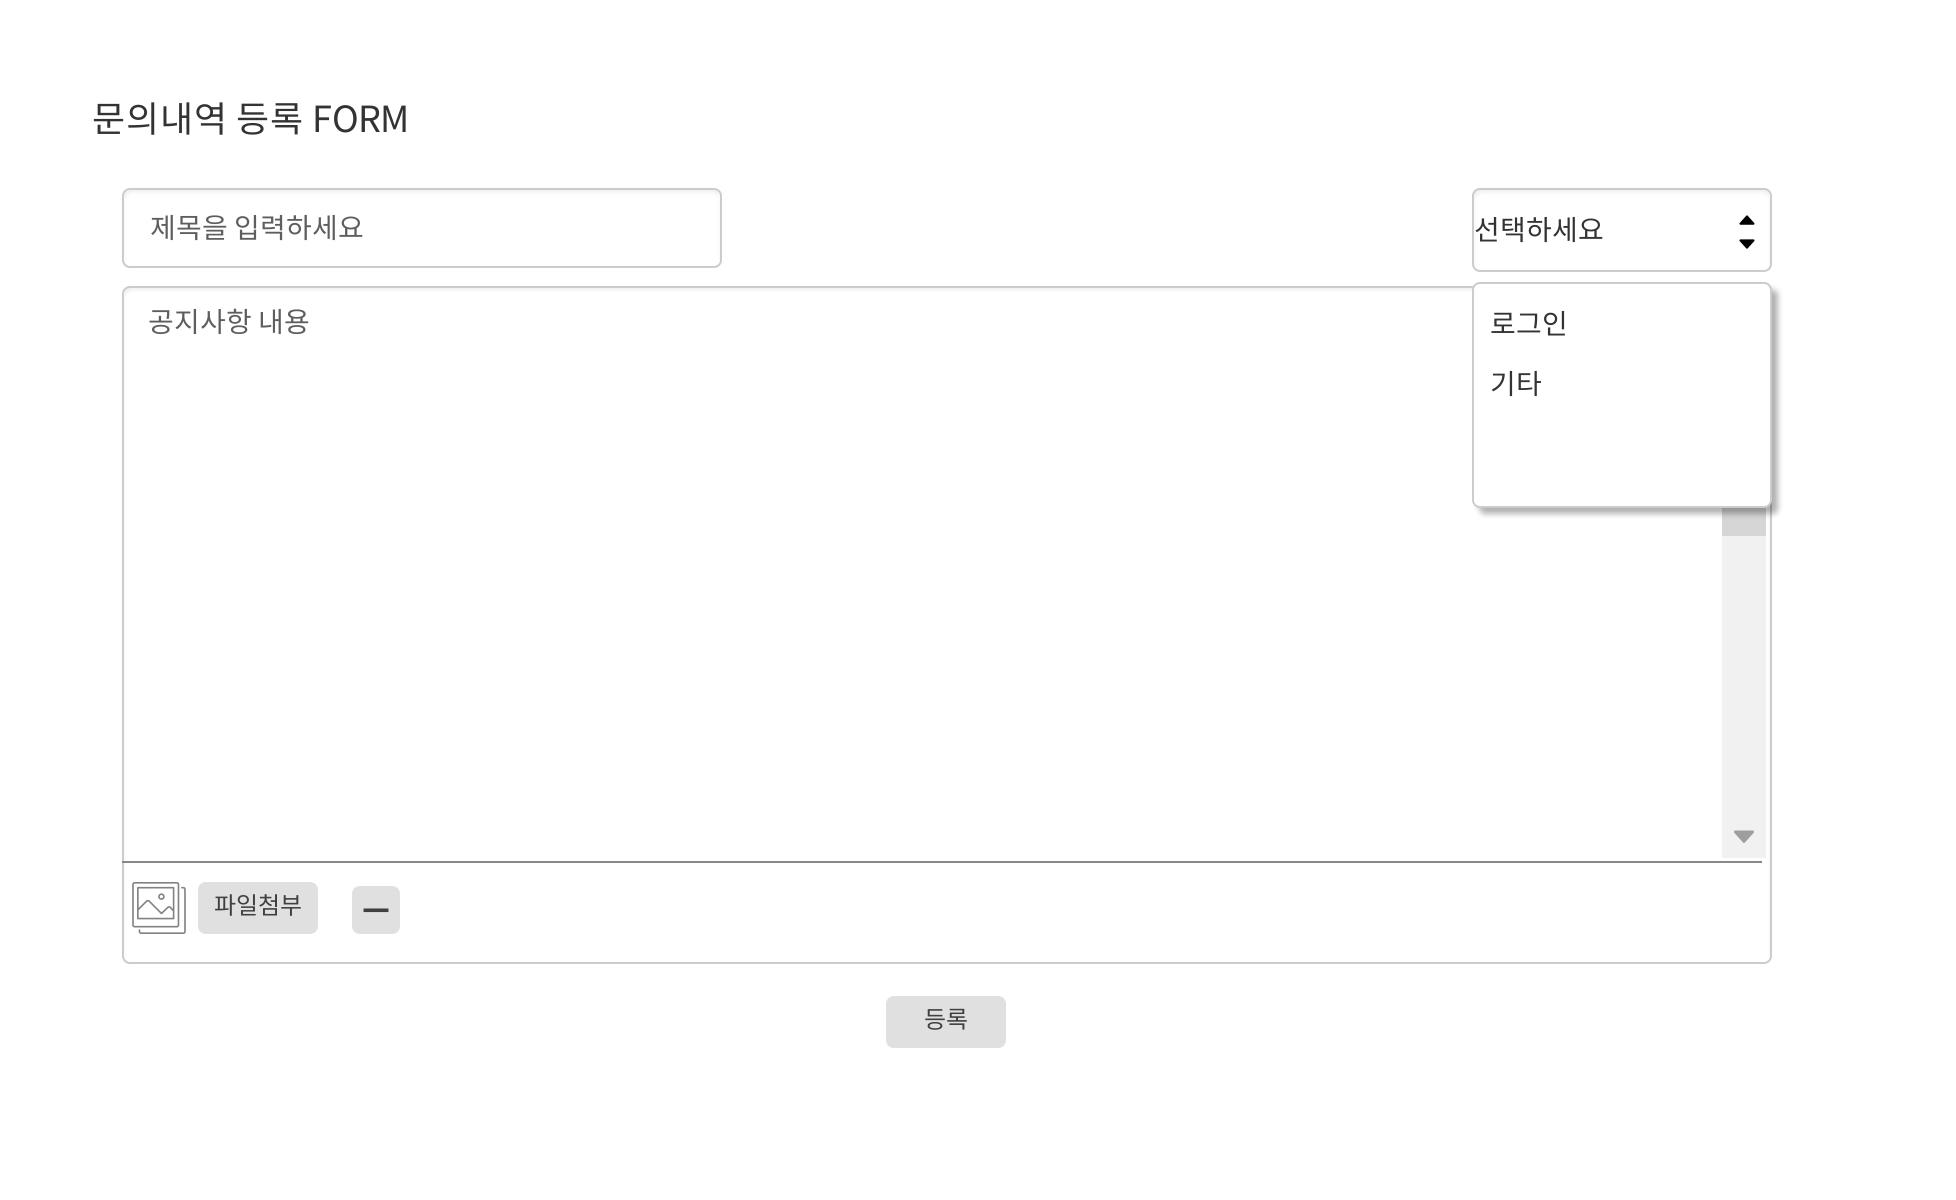 문의내역 등록 FORM
제목을 입력하세요
선택하세요
공지사항 내용
로그인
기타
파일첨부
등록